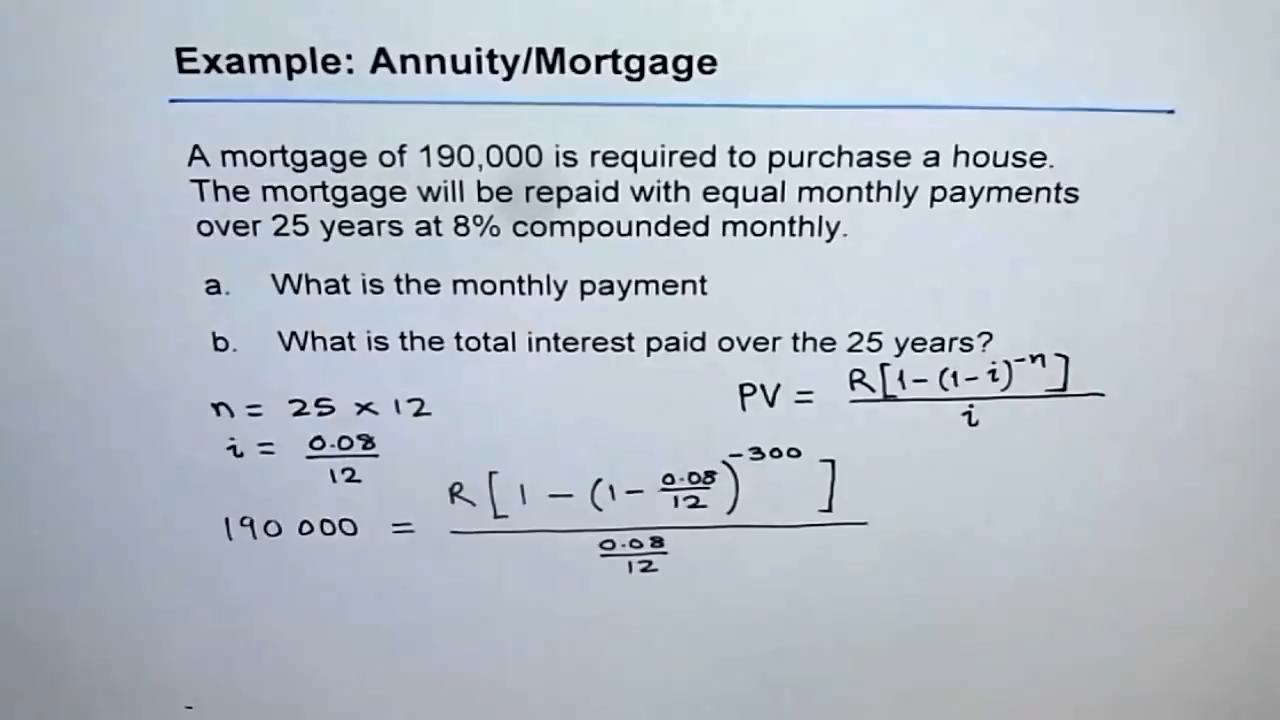 Example: Annuity/Mortgage
A mortgage of 190,000 is required to purchase a house.
The mortgage will be repaid with equal monthly payments
over 25 years at 8% compounded monthly.
a. What is the monthly payment
b. What is the total interest paid over the 25 years?
PV = R[1-(1-i)^-n] / i
n = 25 x 12
i = 0.08 / 12
190 000 = R[1 - (1 - 0.08/12)^-300] / 0.08/12